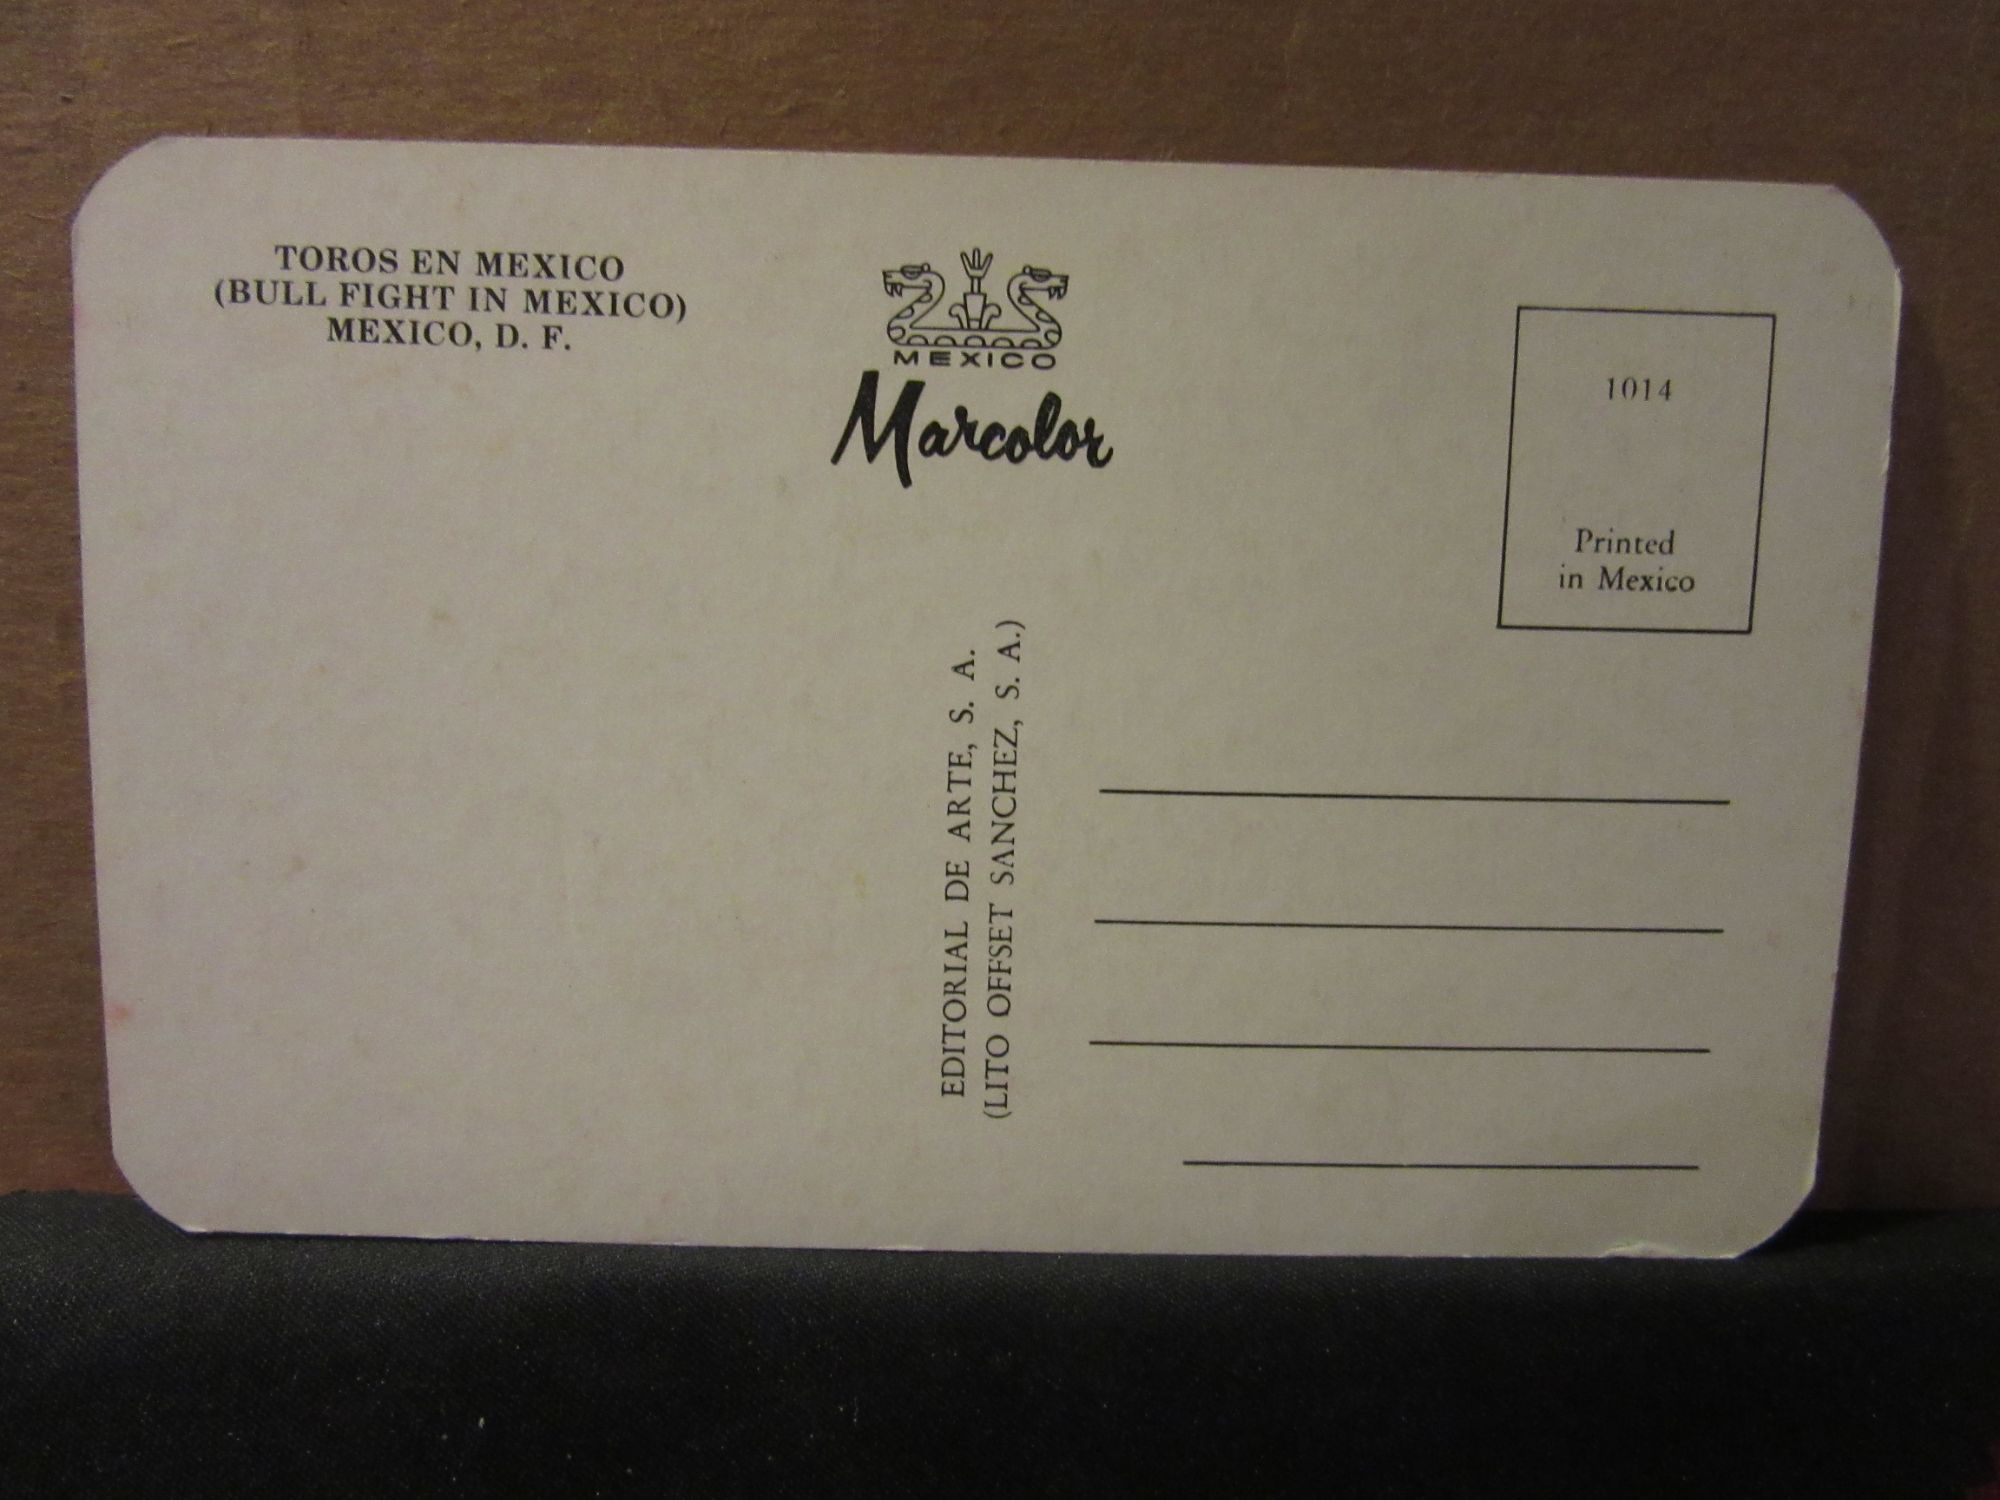 TOROS EN MEXICO
(BULL FIGHT IN MEXICO)
MEXICO, D. F.
MEXICO
Marcolor
1014
Printed
in Mexico
EDITORIAL DE ARTE, S. A.
(LITO OFFSET SANCHEZ, S. A.)